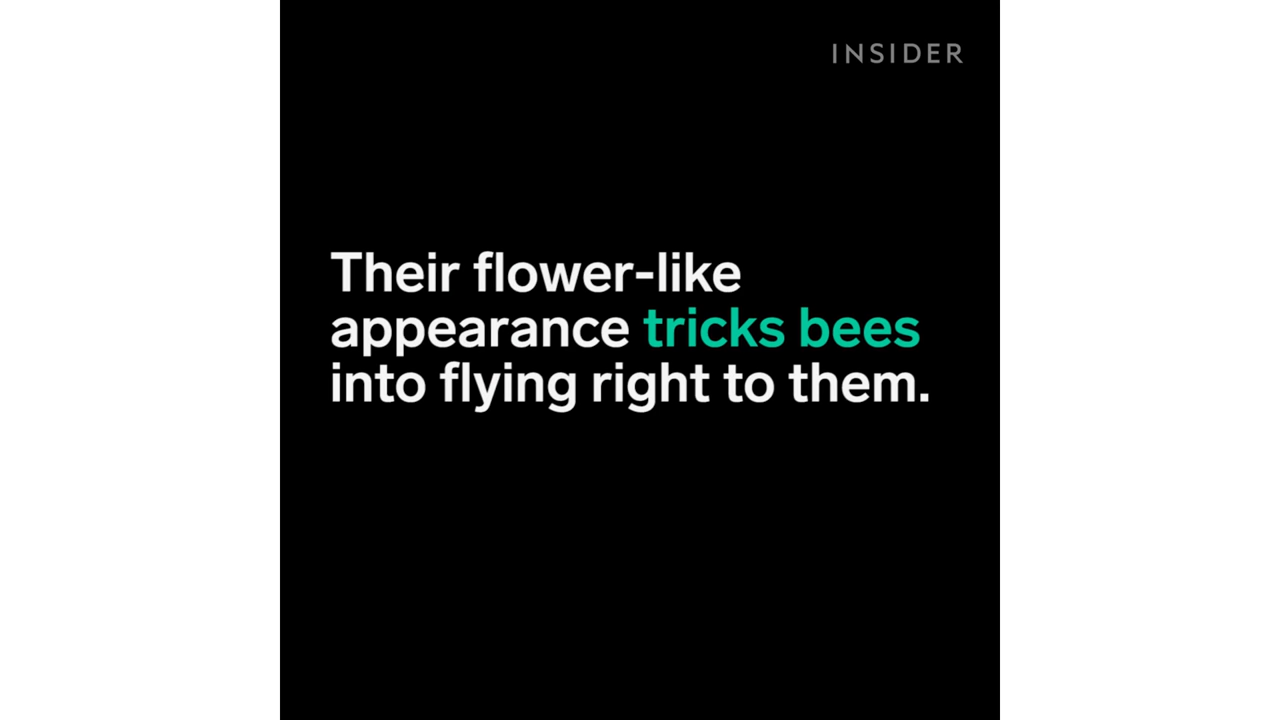 INSIDER
Their flower-like
appearance tricks bees
into flying right to them.